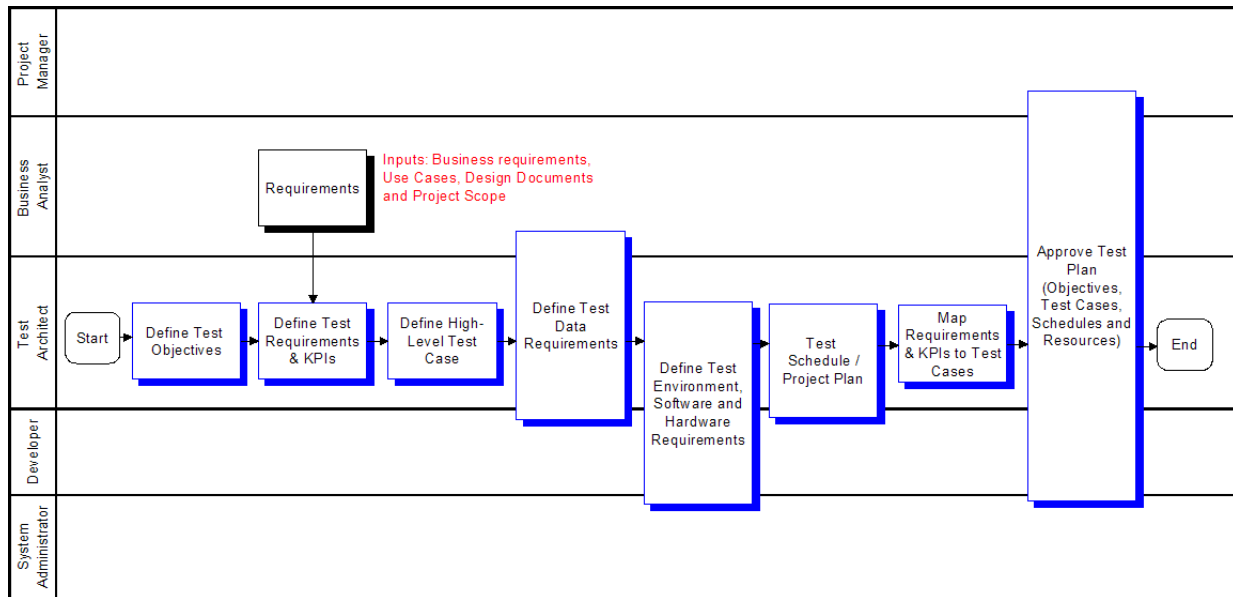 Project
Manager
Business
Analyst
Requirements
Inputs: Business requirements,
Use Cases, Design Documents
and Project Scope
Test
Architect
Start
Define Test
Objectives
Define Test
Requirements
& KPIs
Define High-
Level Test
Case
Define Test
Data
Requirements
Define Test
Environment,
Software and
Hardware
Requirements
Test
Schedule /
Project Plan
Map
Requirements
& KPIs to Test
Cases
Approve Test
Plan
(Objectives,
Test Cases,
Schedules and
Resources)
End
Developer
System
Administrator